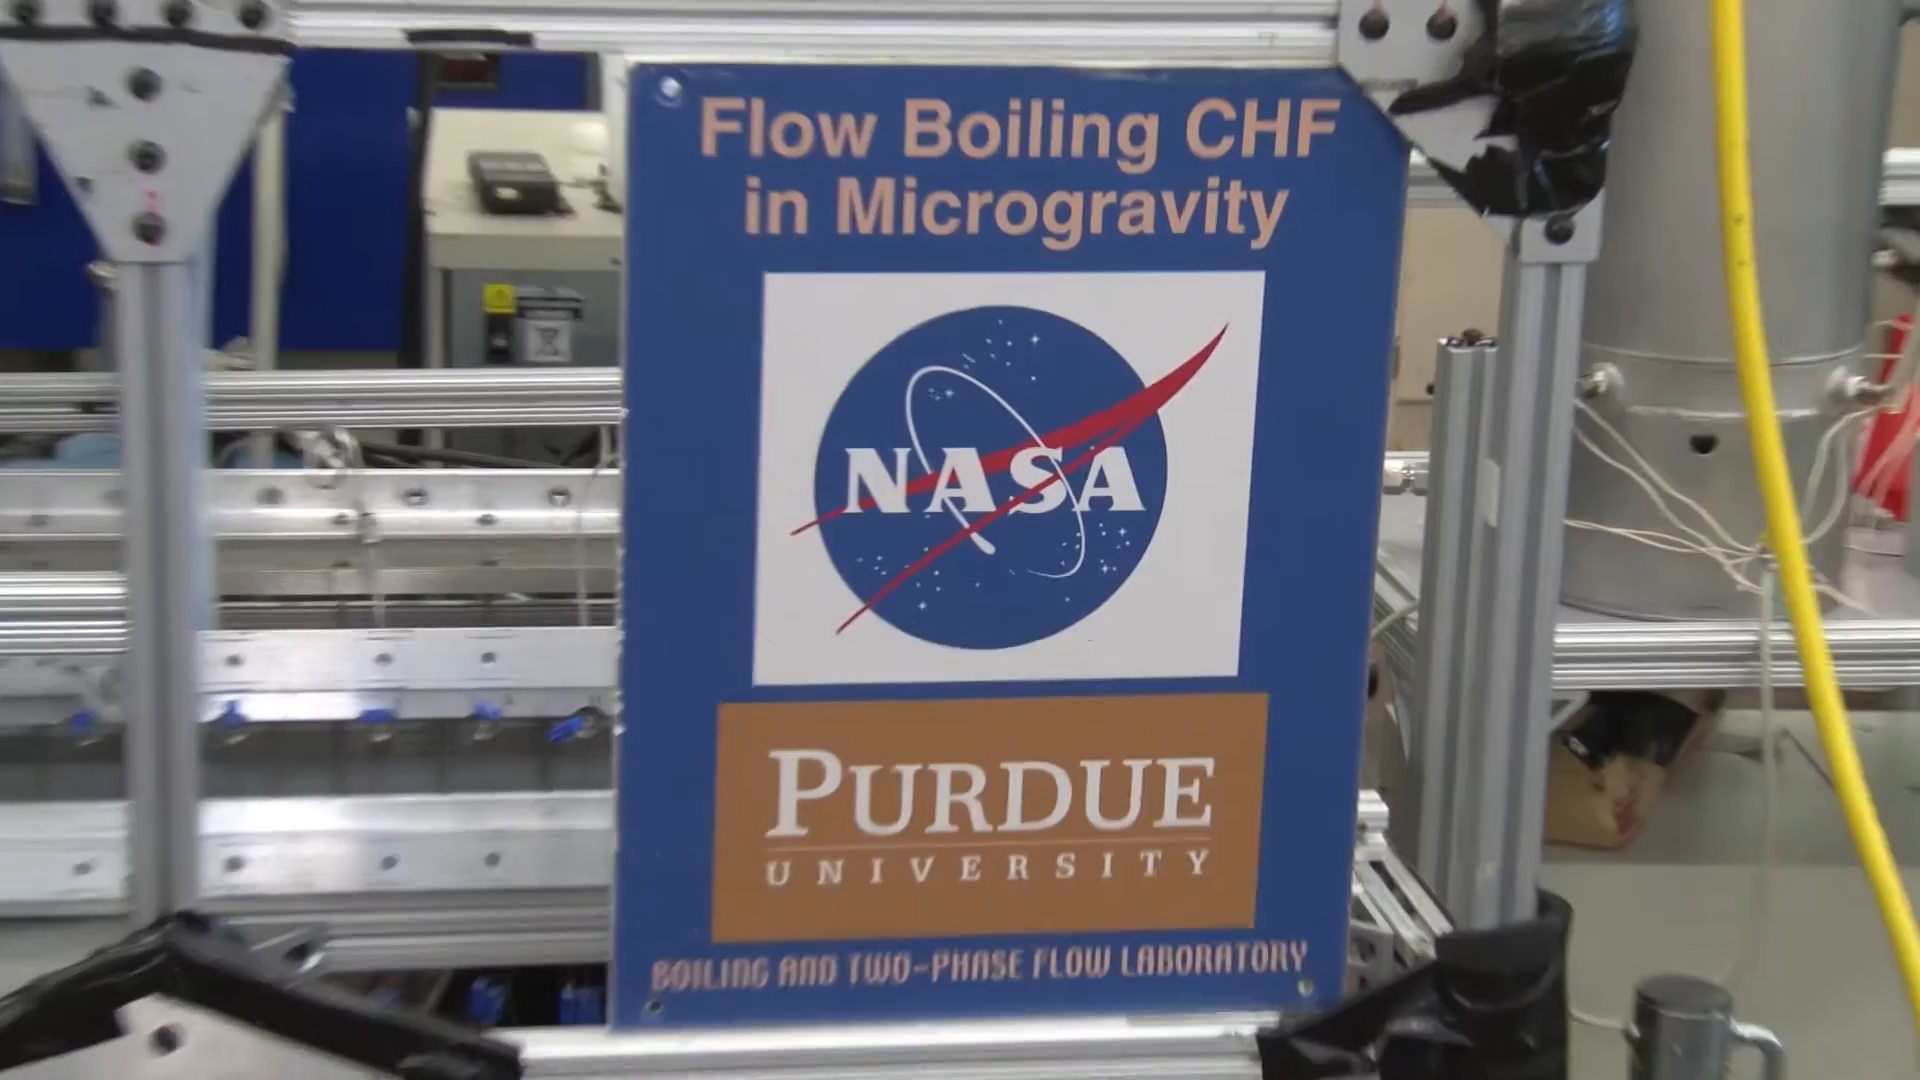 Flow Boiling CHF
in Microgravity
NASA
PURDUE
UNIVERSITY
BOILING AND TWO-PHASE FLOW LABORATORY